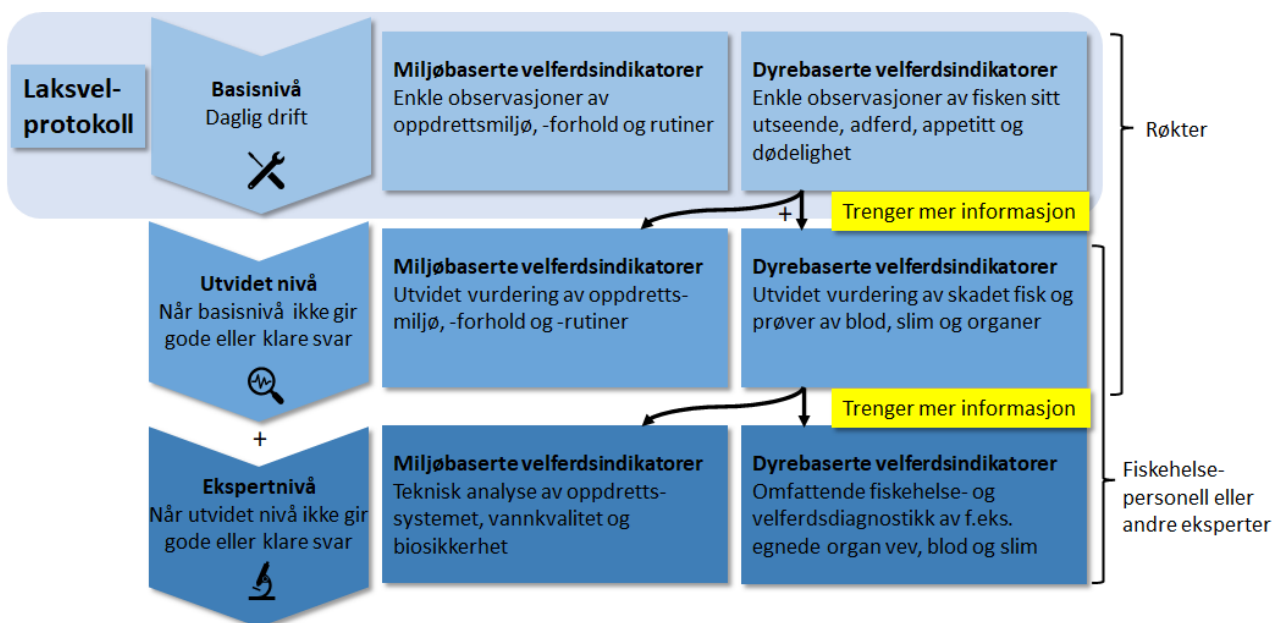 Laksvel-
protokoll
Basisnivå
Daglig drift
Miljøbaserte velferdsindikatorer
Enkle observasjoner av
oppdrettsmiljø, -forhold og rutiner
Dyrebaserte velferdsindikatorer
Enkle observasjoner av fisken sitt
utseende, adferd, appetitt og
dødelighet
Røkter
+
Trenger mer informasjon
Utvidet nivå
Når basisnivå ikke gir
gode eller klare svar
Miljøbaserte velferdsindikatorer
Utvidet vurdering av oppdretts-
miljø, -forhold og -rutiner
Dyrebaserte velferdsindikatorer
Utvidet vurdering av skadet fisk og
prøver av blod, slim og organer
Trenger mer informasjon
+
Ekspertnivå
Når utvidet nivå ikke gir
gode eller klare svar
Miljøbaserte velferdsindikatorer
Teknisk analyse av oppdretts-
systemet, vannkvalitet og
biosikkerhet
Dyrebaserte velferdsindikatorer
Omfattende fiskehelse- og
velferdsdiagnostikk av f.eks.
egnede organ vev, blod og slim
Fiskehelse-
personell eller
andre eksperter